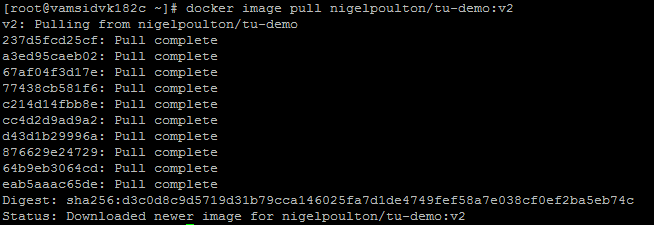 [root@vamsidvk182c ~]# docker image pull nigelpoulton/tu-demo:v2
v2: Pulling from nigelpoulton/tu-demo
237d5fcd25cf: Pull complete
a3ed95caeb02: Pull complete
67af04f3d17e: Pull complete
77438cb581f6: Pull complete
c214d14fbb8e: Pull complete
cc4d2d9ad9a2: Pull complete
d43d1b29996a: Pull complete
876629e24729: Pull complete
64b9eb3064cd: Pull complete
eab5aaac65de: Pull complete
Digest: sha256:d3c0d8c9d5719d31b79cca146025fa7d1de4749fef58a7e038cf0ef2ba5eb74c
Status: Downloaded newer image for nigelpoulton/tu-demo:v2